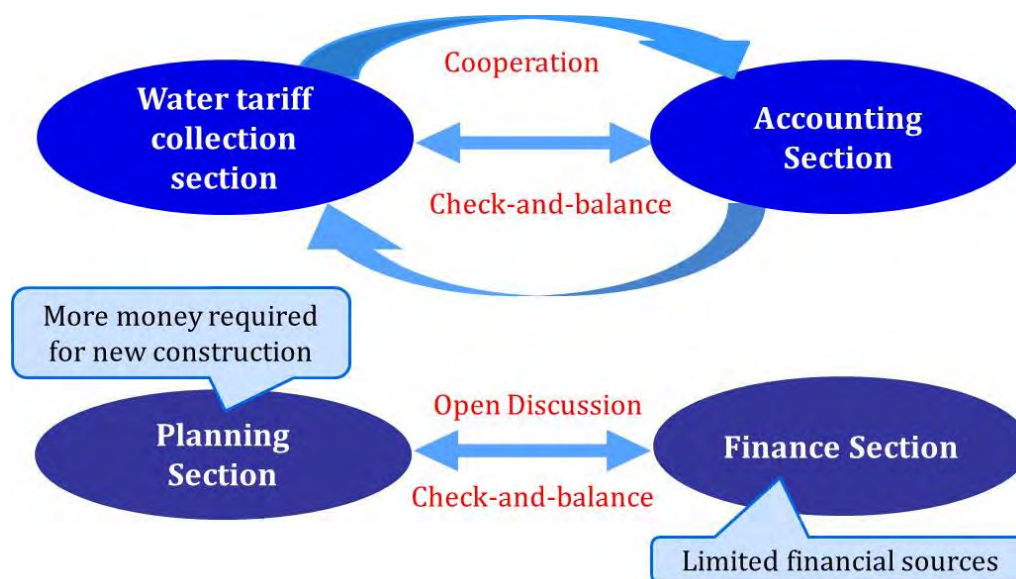 Cooperation
Water tariff
collection
section
Accounting
Section
Check-and-balance
More money required
for new construction
Open Discussion
Planning
Section
Finance Section
Check-and-balance
Limited financial sources